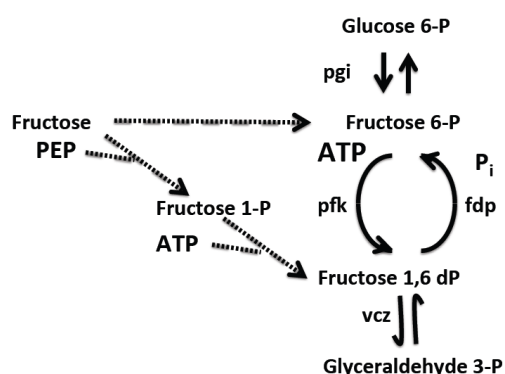 Glucose 6-P
pgi
Fructose
Fructose 6-P
PEP
ATP
P i
Fructose 1-P
pfk
fdp
ATP
Fructose 1,6 dP
vcz
Glyceraldehyde 3-P